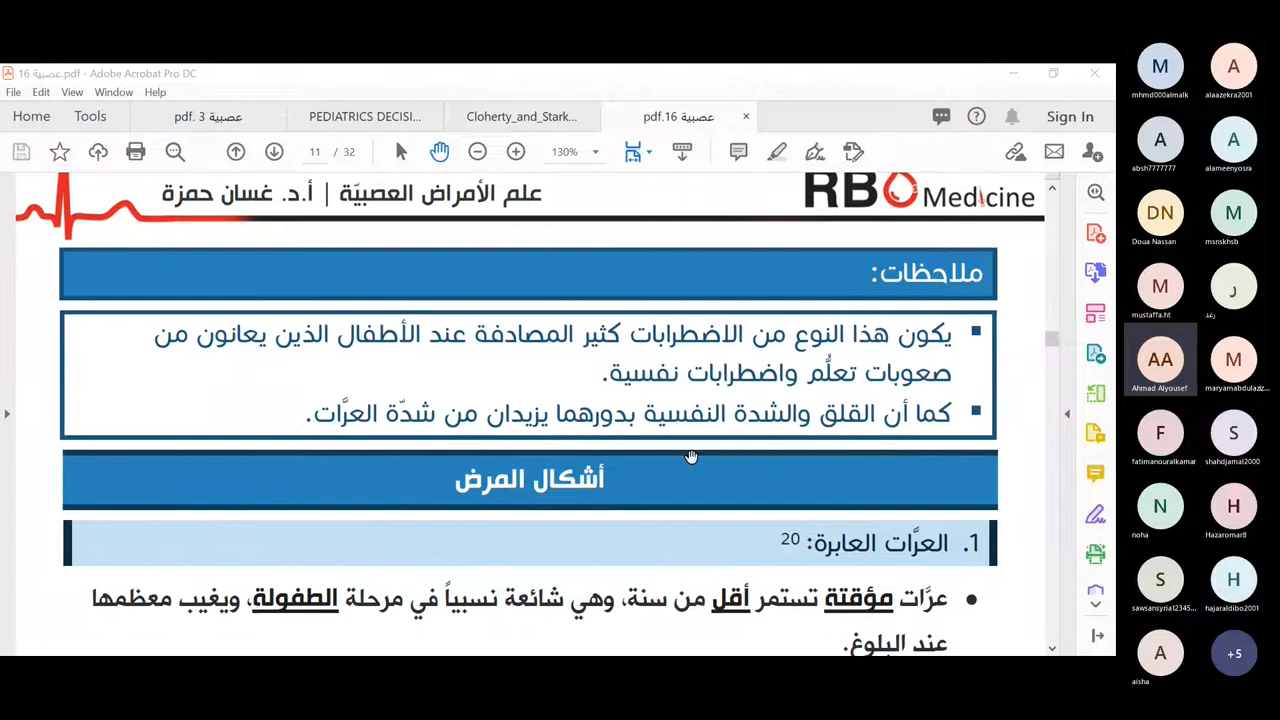 عصبية 16.pdf - Adobe Acrobat Pro DC
File Edit View Window Help
Home Tools
عصبية 3 .pdf
PEDIATRICS DECISI...
Cloherty_and_Stark...
عصبية 16.pdf ×
Sign In
11 / 32
130%
علم الأمراض العصبيّة | أ.د. غسان حمزة
RBO Medicine
ملاحظات:
▪ يكون هذا النوع من الاضطرابات كثير المصادفة عند الأطفال الذين يعانون من
صعوبات تعلُّم واضطرابات نفسية.
▪ كما أن القلق والشدة النفسية بدورهما يزيدان من شدّة العرَّات.
أشكال المرض
1. العرَّات العابرة: 20
● عرَّات مؤقتة تستمر أقل من سنة، وهي شائعة نسبياً في مرحلة الطفولة، ويغيب معظمها
عند البلوغ.
M
mhmd000almalk
A
alaazekra2001
A
absh7777777
A
alameenyosra
DN
Doua Nassan
M
msnskhsb
M
mustaffa.ht
ر
رغد
AA
Ahmad Alyousef
M
maryamabdulaziz...
F
fatimanouralkamar
S
shahdjamal2000
N
noha
H
Hazaromar8
S
sawsansyria12345...
H
hajaraldibo2001
A
aisha
+5